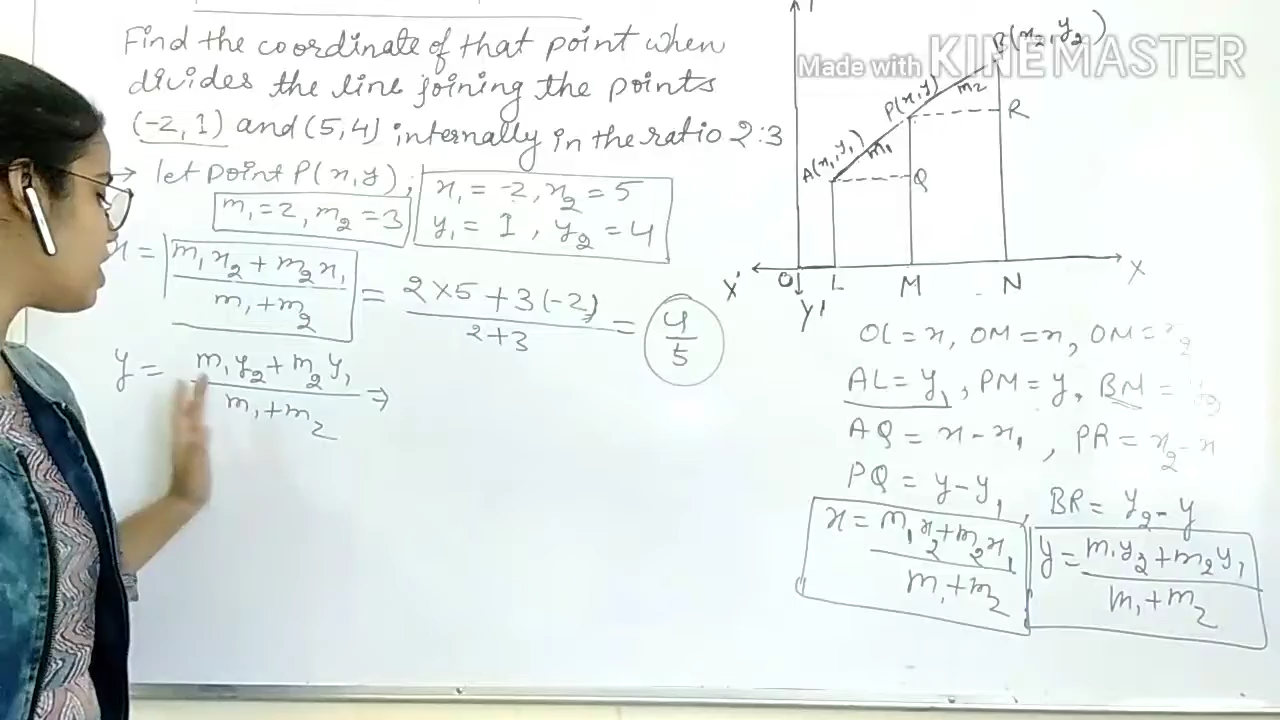 Find the coordinate of that point when
divides the line joining the points
(-2, 1) and (5,4) internally in the ratio 2:3
→ let point P(x,y),
m₁=2, m₂=3
x₁ = -2, x₂ = 5
y₁ = 1, y₂ = 4
x = (m₁x₂ + m₂x₁)/(m₁+m₂) = (2×5 + 3(-2))/(2+3) = 4/5
y = (m₁y₂ + m₂y₁)/(m₁+m₂) ⇒
Made with KINEMASTER
B(x₂,y₂)
m₂
P(x,y)
R
A(x₁,y₁)
m₁
Q
X' O L M N X
Y'
OL = x, OM = x, OM =
AL = y₁, PM = y, BM =
AQ = x - x₁, PR = x₂ - x
PQ = y - y₁, BR = y₂ - y
x = (m₁x₂ + m₂x₁)/(m₁+m₂)
y = (m₁y₂ + m₂y₁)/(m₁+m₂)